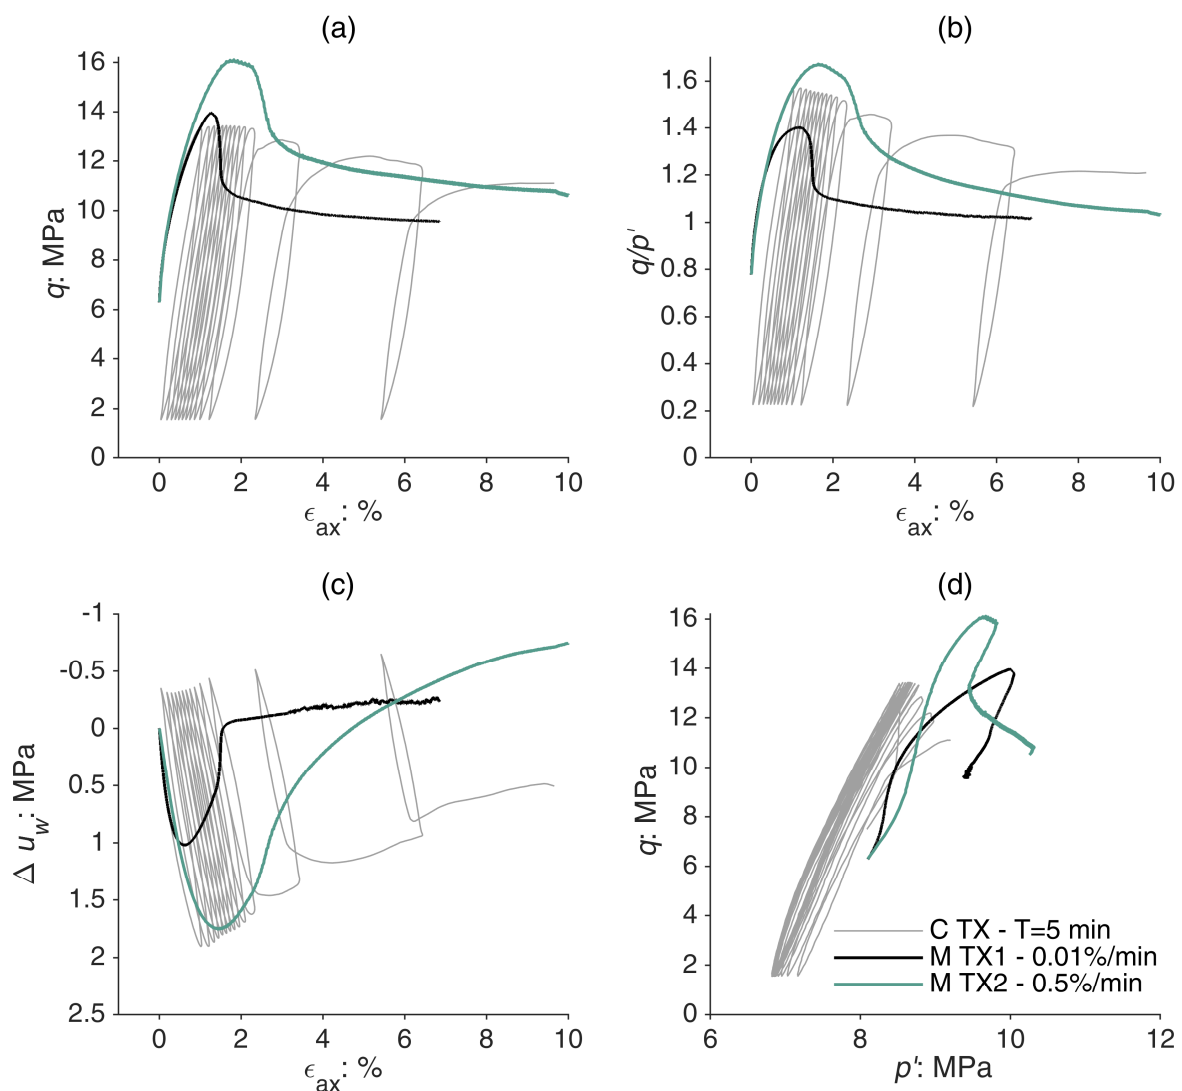 (a)
16
14
12
10
8
6
4
2
0
q: MPa
0 2 4 6 8 10
ϵax: %
(b)
1.6
1.4
1.2
1
0.8
0.6
0.4
0.2
0
q/p'
0 2 4 6 8 10
ϵax: %
(c)
-1
-0.5
0
0.5
1
1.5
2
2.5
Δ uw: MPa
0 2 4 6 8 10
ϵax: %
(d)
16
14
12
10
8
6
4
2
0
q: MPa
C TX - T=5 min
M TX1 - 0.01%/min
M TX2 - 0.5%/min
6 8 10 12
p': MPa